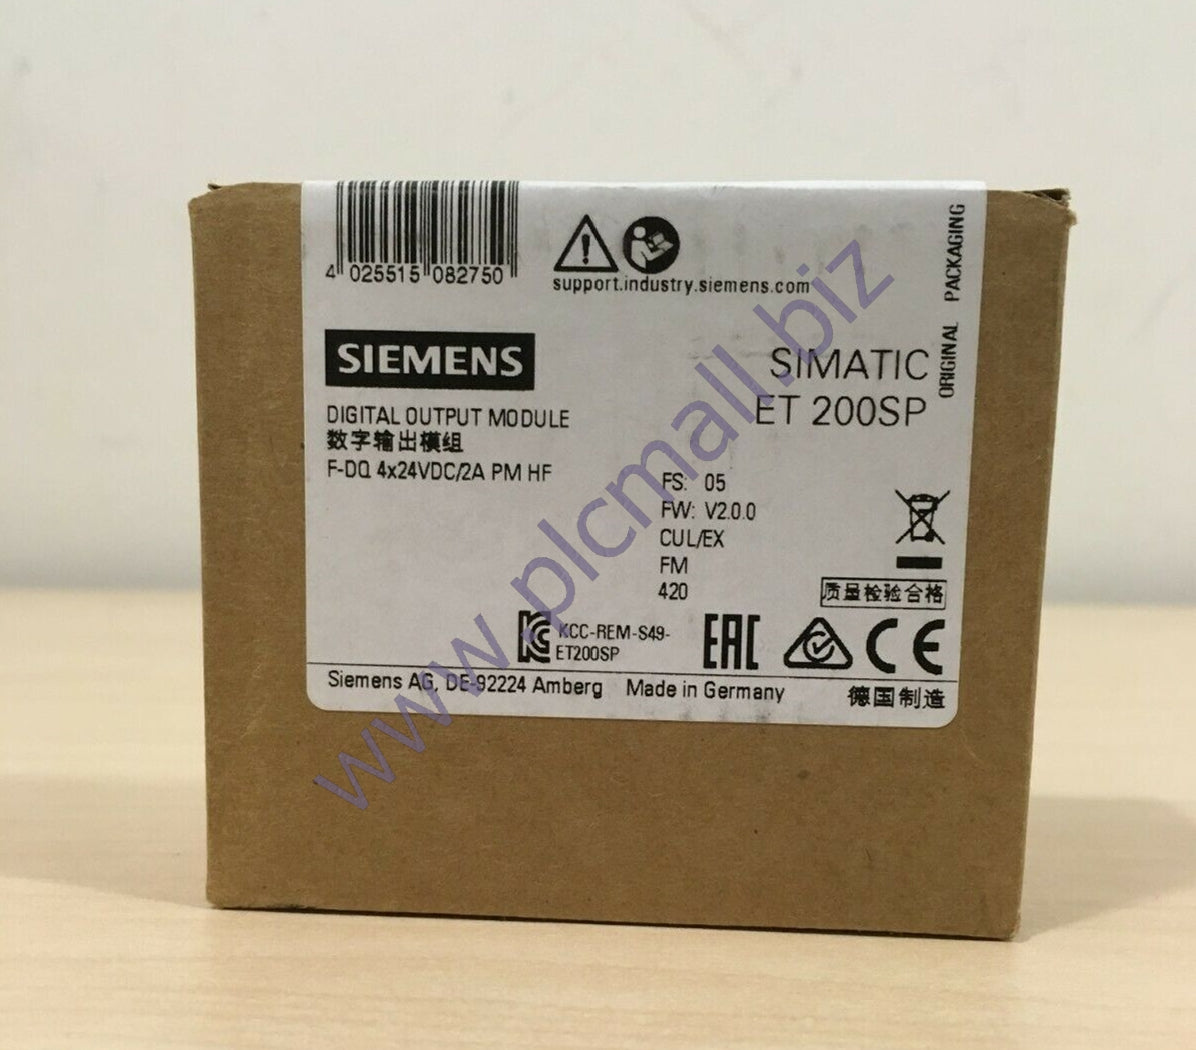 4 025515 082750
support.industry.siemens.com
ORIGINAL PACKAGING
SIEMENS
SIMATIC
ET 200SP
DIGITAL OUTPUT MODULE
数字输出模组
F-DQ 4x24VDC/2A PM HF
FS: 05
FW: V2.0.0
CUL/EX
FM
420
质量检验合格
KCC-REM-S49-
ET200SP
EAC
CE
Siemens AG, DE-92224 Amberg Made in Germany 德国制造
www.plcmall.biz